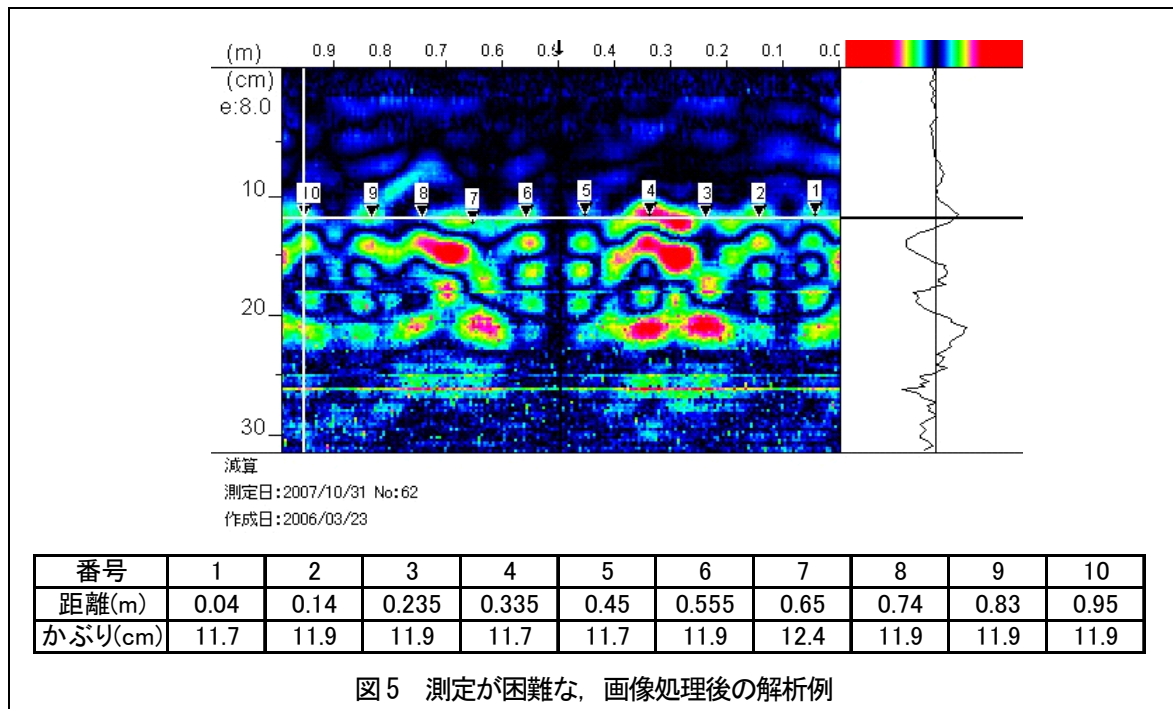 (m) 0.9 0.8 0.7 0.6 0.5 0.4 0.3 0.2 0.1 0.0
(cm)
e:8.0
10
10 9 8 7 6 5 4 3 2 1
20
30
減算
測定日:2007/10/31 No:62
作成日:2006/03/23
番号 1 2 3 4 5 6 7 8 9 10
距離(m) 0.04 0.14 0.235 0.335 0.45 0.555 0.65 0.74 0.83 0.95
かぶり(cm) 11.7 11.9 11.9 11.7 11.7 11.9 12.4 11.9 11.9 11.9
図5 測定が困難な，画像処理後の解析例